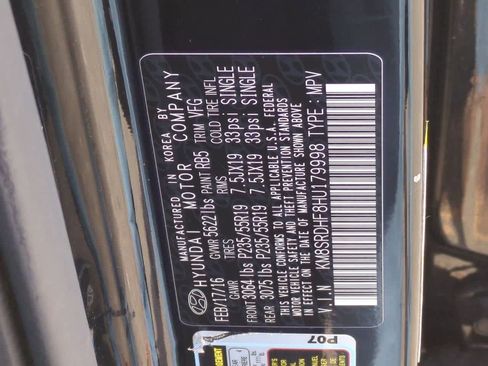 MANUFACTURED IN KOREA BY
HYUNDAI MOTOR COMPANY
FEB/17/16 GVWR 5622 lbs PAINT RB5 TRIM VFG
GAWR TIRES RIMS COLD TIRE INFL
FRONT 3064 lbs P235/55R19 7.5JX19 33psi SINGLE
REAR 3075 lbs P235/55R19 7.5JX19 33psi SINGLE
THIS VEHICLE CONFORMS TO ALL APPLICABLE U.S.A. FEDERAL
MOTOR VEHICLE SAFETY STANDARDS IN EFFECT ON THE
DATE OF MANUFACTURE SHOWN ABOVE
VIN KM8SRDHF8HU179998 TYPE : MPV
P07